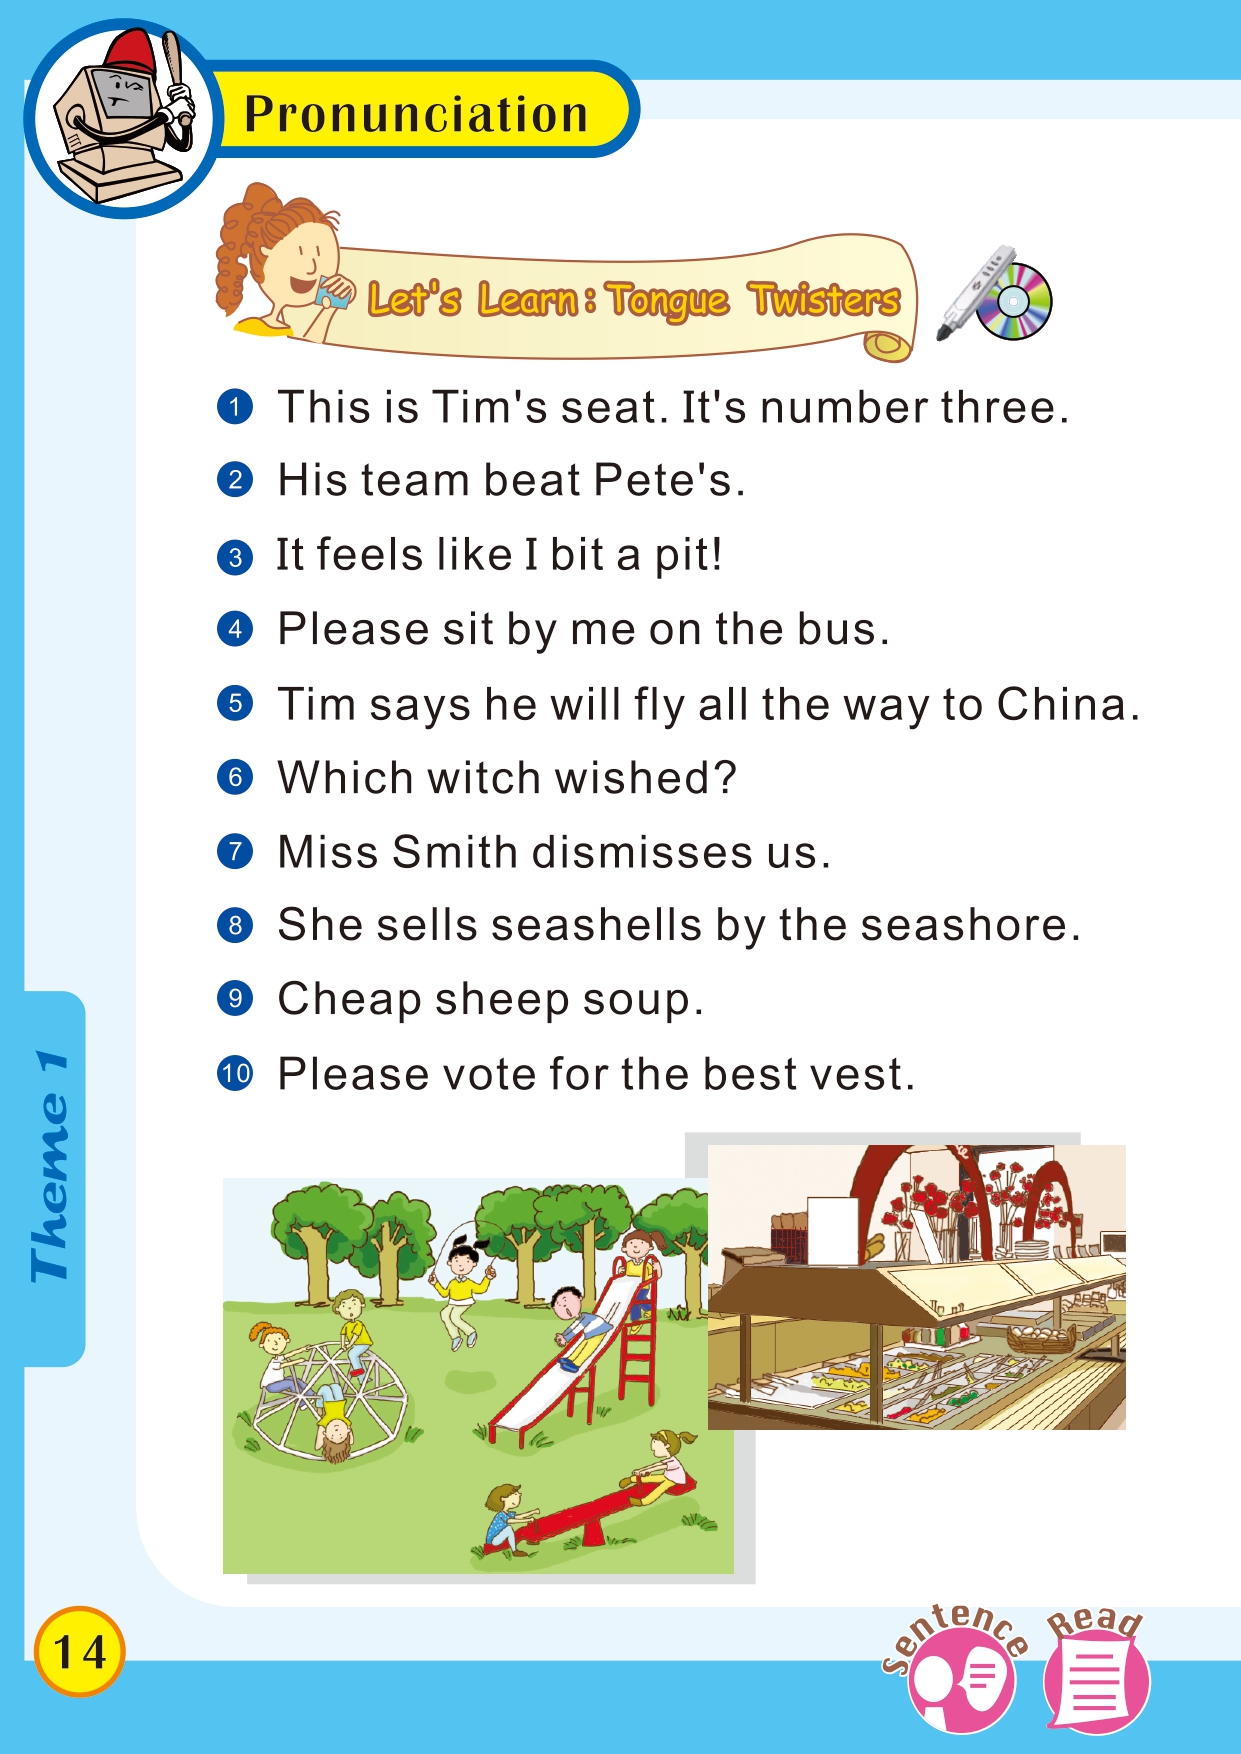 Pronunciation
Let's Learn: Tongue Twisters
1 This is Tim's seat. It's number three.
2 His team beat Pete's.
3 It feels like I bit a pit!
4 Please sit by me on the bus.
5 Tim says he will fly all the way to China.
6 Which witch wished?
7 Miss Smith dismisses us.
8 She sells seashells by the seashore.
9 Cheap sheep soup.
10 Please vote for the best vest.
Theme 1
14
Sentence
Read